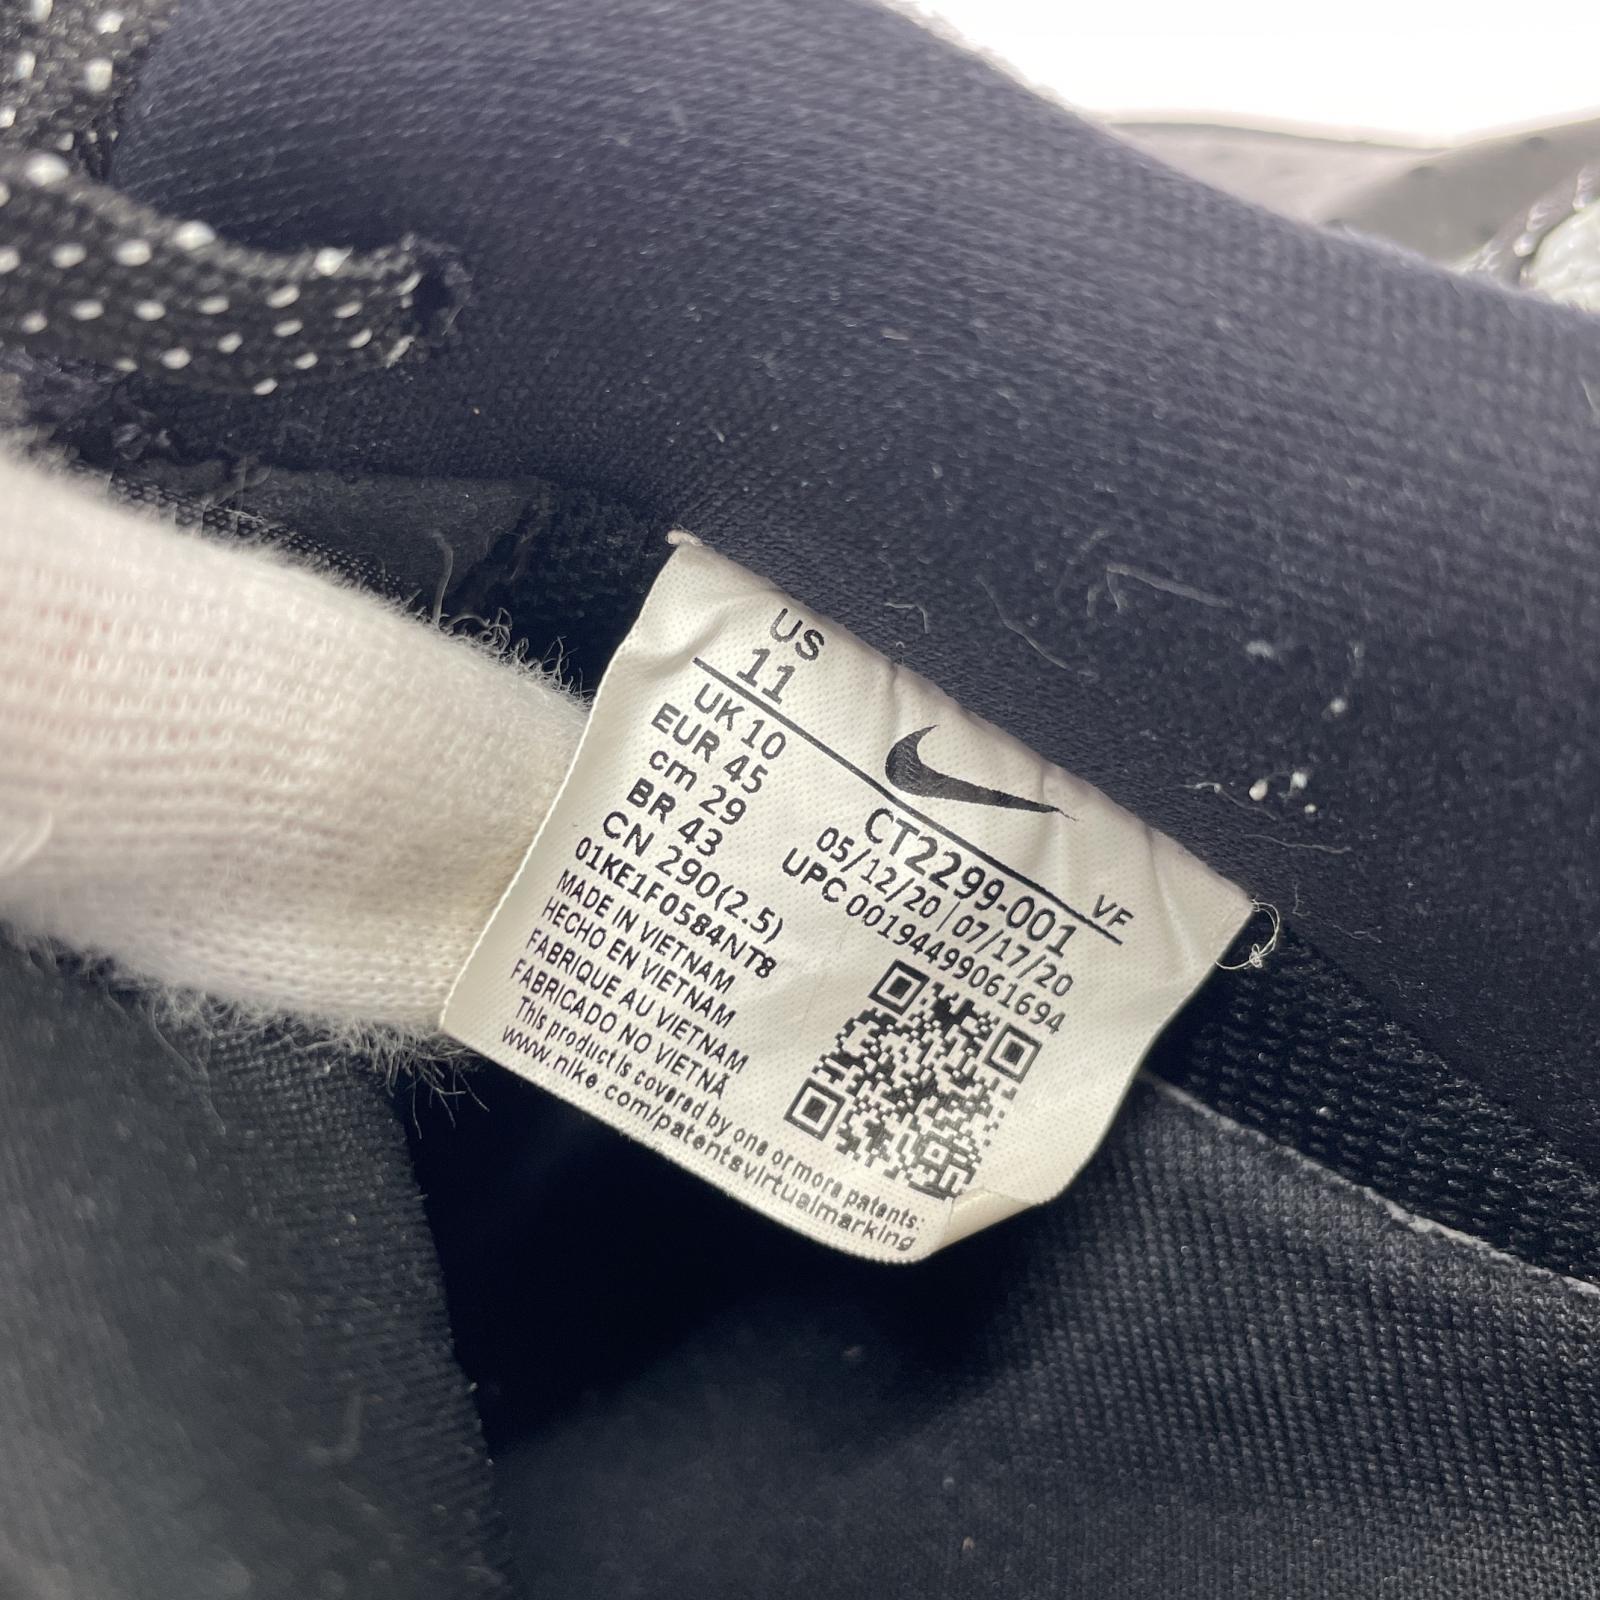 US
11
UK 10
EUR 45
cm 29
BR 43
CN 290(2.5)
01KE1F0584NT8
MADE IN VIETNAM
HECHO EN VIETNAM
FABRIQUE AU VIETNAM
FABRICADO NO VIETNÃ
This product is covered by one or more patents:
www.nike.com/patentsvirtualmarking
VF
CT2299-001
05/12/20 | 07/17/20
UPC 00194499061694